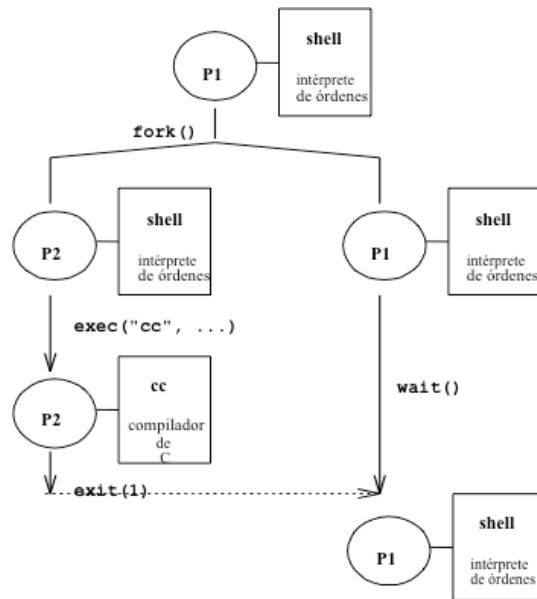 shell
P1
intérprete
de órdenes
fork()
shell
P2
intérprete
de órdenes
shell
P1
intérprete
de órdenes
exec("cc", ...)
cc
P2
compilador
de
C
wait()
exit(1)
shell
P1
intérprete
de órdenes